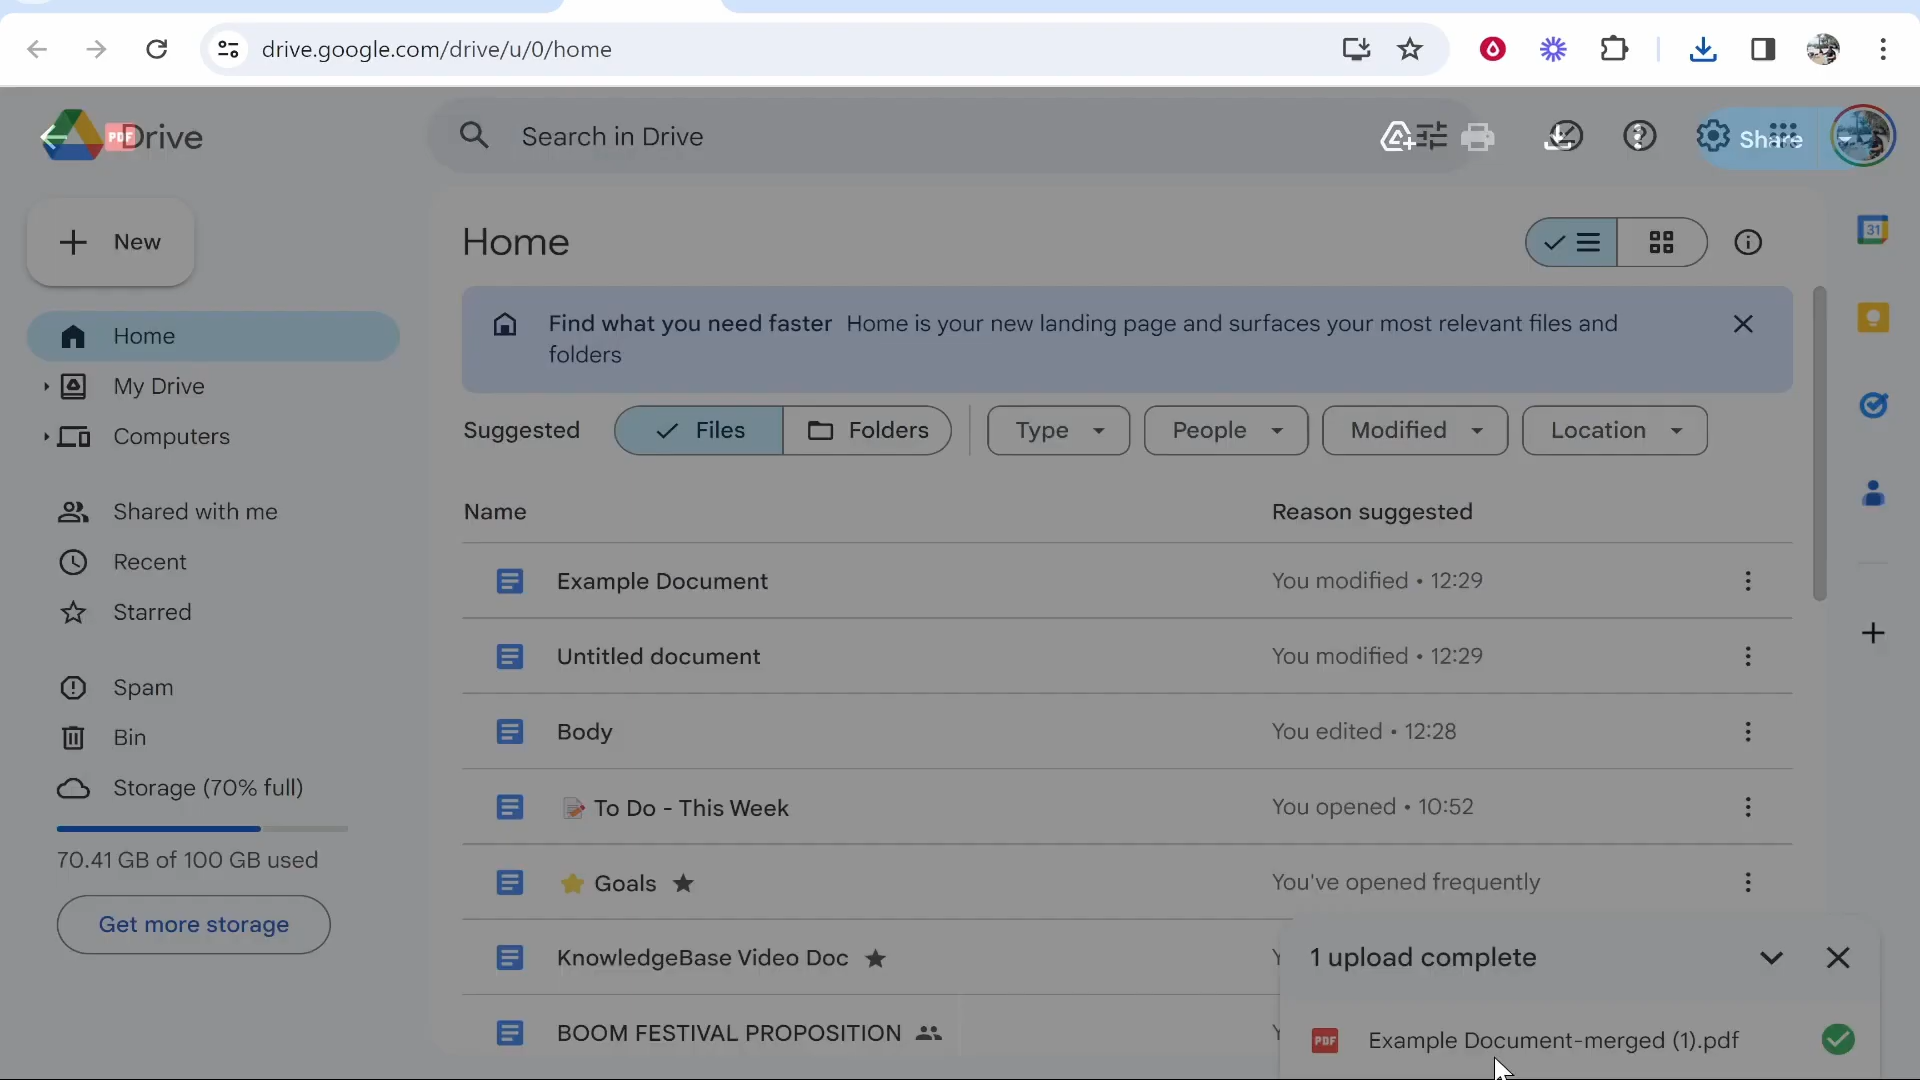 drive.google.com/drive/u/0/home
PDF
Drive
Search in Drive
Share
New
Home
Home
My Drive
Computers
Shared with me
Recent
Starred
Spam
Bin
Storage (70% full)
70.41 GB of 100 GB used
Get more storage
Find what you need faster Home is your new landing page and surfaces your most relevant files and
folders
Suggested
Files
Folders
Type
People
Modified
Location
Name
Reason suggested
Example Document
You modified • 12:29
Untitled document
You modified • 12:29
Body
You edited • 12:28
To Do - This Week
You opened • 10:52
Goals
You've opened frequently
KnowledgeBase Video Doc
BOOM FESTIVAL PROPOSITION
31
1 upload complete
PDF
Example Document-merged (1).pdf